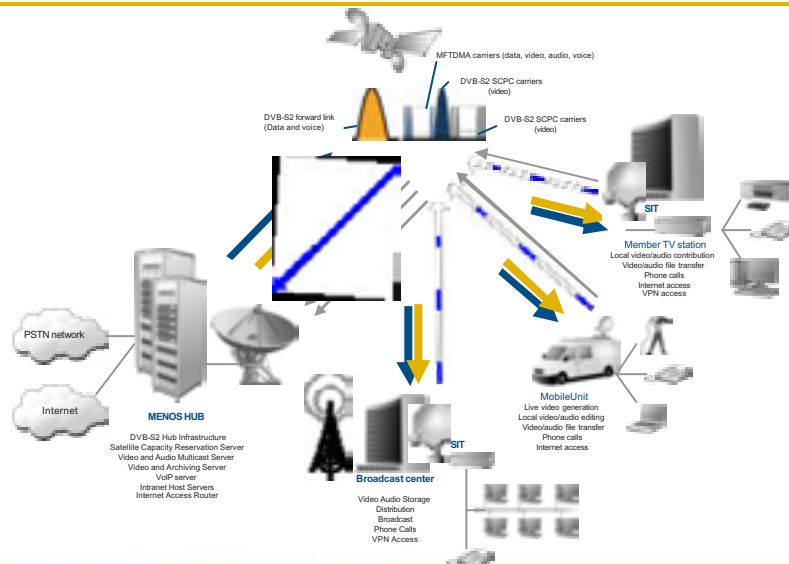 MFTDMA carriers (data, video, audio, voice)
DVB-S2 SCPC carriers
(video)
DVB-S2 forward link
(Data and voice)
DVB-S2 SCPC carriers
(video)
SIT
Member TV station
Local video/audio contribution
Video/audio file transfer
Phone calls
Internet access
VPN access
PSTN network
Internet
MENOS HUB
DVB-S2 Hub Infrastructure
Satellite Capacity Reservation Server
Video and Audio Multicast Server
Video and Archiving Server
VoIP server
Intranet Host Servers
Internet Access Router
MobileUnit
Live video generation
Local video/audio editing
Video/audio file transfer
Phone calls
Internet access
SIT
Broadcast center
Video Audio Storage
Distribution
Broadcast
Phone Calls
VPN Access